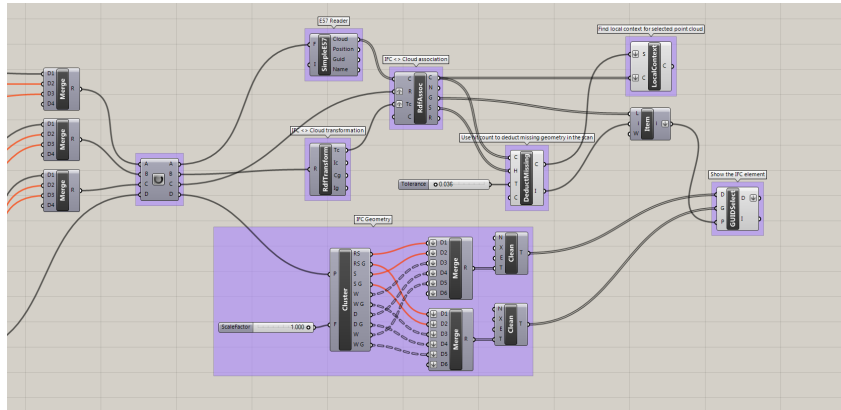 E57 Reader
F
I
SimpleE57
Cloud
Position
Guid
Name
Find local context for selected point cloud
S
C
LocalContext
C
IFC <> Cloud association
C
R
Tc
C
RdfAssoc
C
N
G
S
R
D1
D2
D3
D4
Merge
R
D1
D2
D3
D4
Merge
R
D1
D2
D3
D4
Merge
R
A
B
C
D
A
B
C
D
IFC <> Cloud transformation
R
RdfTransform
Tc
Ic
Cg
Ip
count to deduct missing geometry in the scan
C
H
T
C
DeductMissing
C
I
Tolerance
0.036
L
I
W
Item
I
Show the IFC element
D
G
P
GUIDSelect
D
I
IFC Geometry
P
P
Cluster
RS
RS G
S
S G
W
W G
D
D G
W
W G
ScaleFactor
1.000
D1
D2
D3
D4
D5
D6
Merge
R
D1
D2
D3
D4
D5
D6
Merge
R
N
X
E
T
Clean
T
N
X
E
T
Clean
T